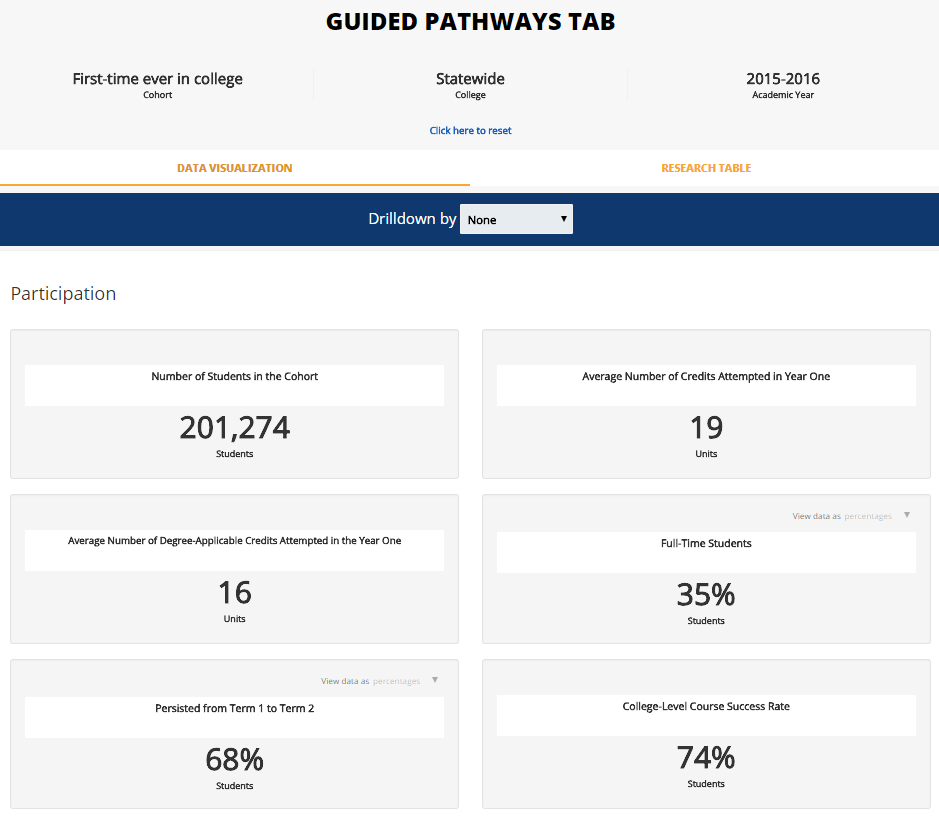 GUIDED PATHWAYS TAB
First-time ever in college
Cohort
Statewide
College
2015-2016
Academic Year
Click here to reset
DATA VISUALIZATION
RESEARCH TABLE
Drilldown by None
Participation
Number of Students in the Cohort
201,274
Students
Average Number of Credits Attempted in Year One
19
Units
Average Number of Degree-Applicable Credits Attempted in the Year One
16
Units
View data as percentages
Full-Time Students
35%
Students
View data as percentages
Persisted from Term 1 to Term 2
68%
Students
College-Level Course Success Rate
74%
Students